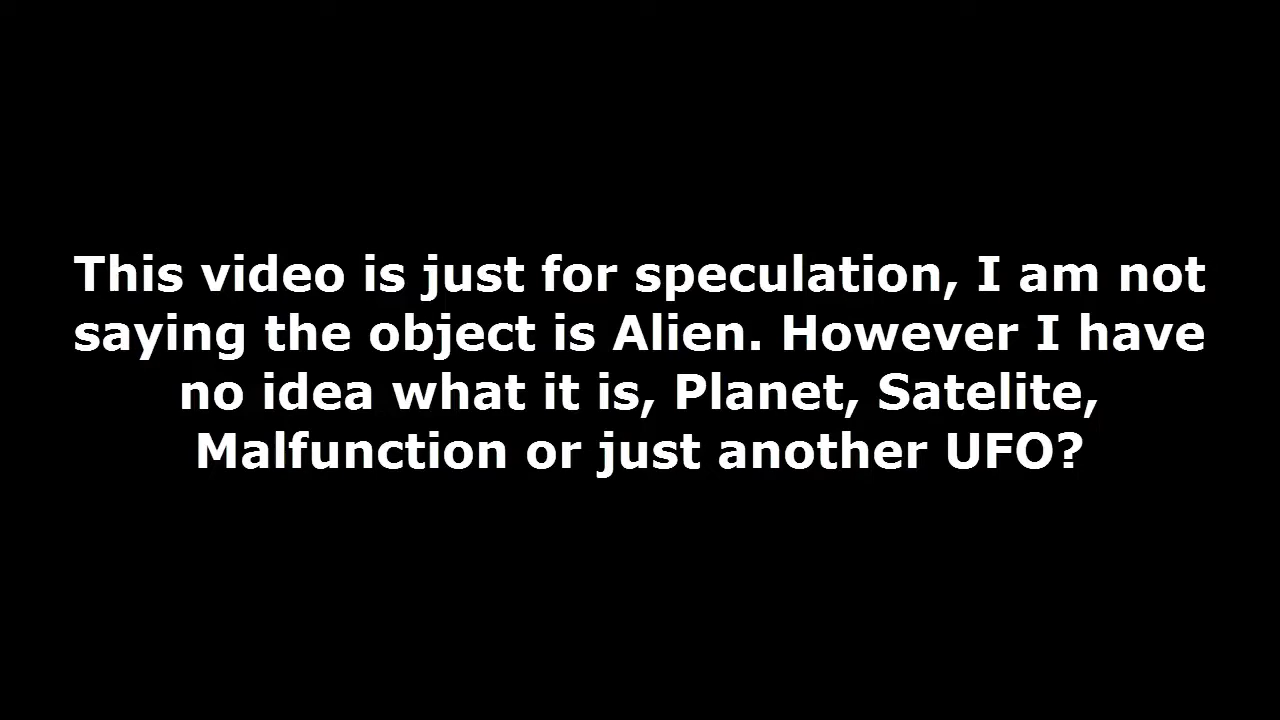 This video is just for speculation, I am not
saying the object is Alien. However I have
no idea what it is, Planet, Satelite,
Malfunction or just another UFO?